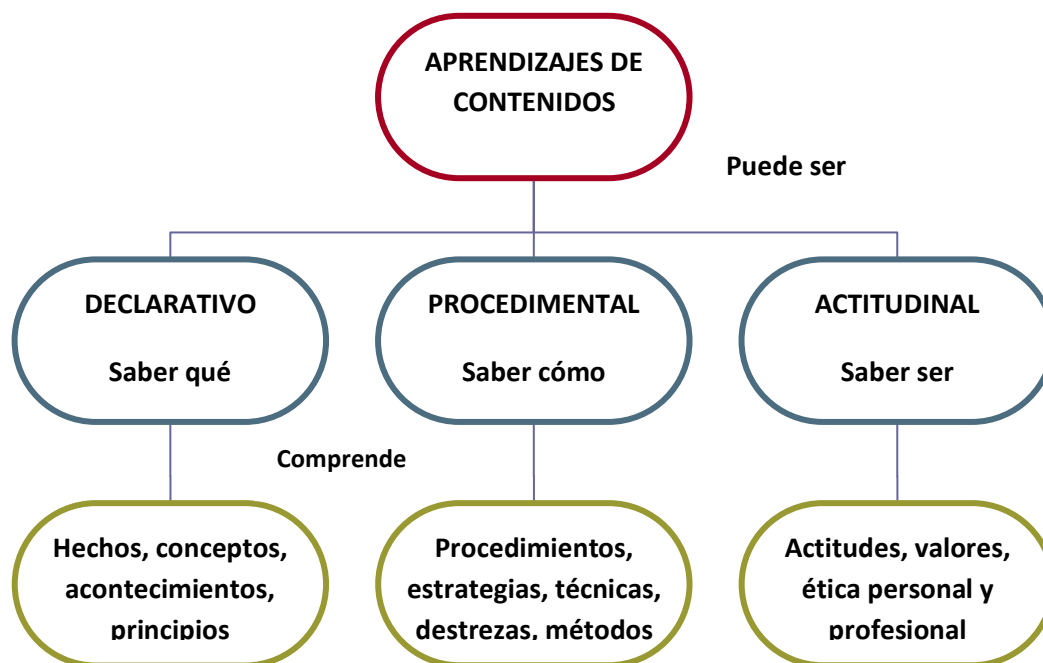 APRENDIZAJES DE
CONTENIDOS
Puede ser
DECLARATIVO
Saber qué
PROCEDIMENTAL
Saber cómo
ACTITUDINAL
Saber ser
Comprende
Hechos, conceptos,
acontecimientos,
principios
Procedimientos,
estrategias, técnicas,
destrezas, métodos
Actitudes, valores,
ética personal y
profesional